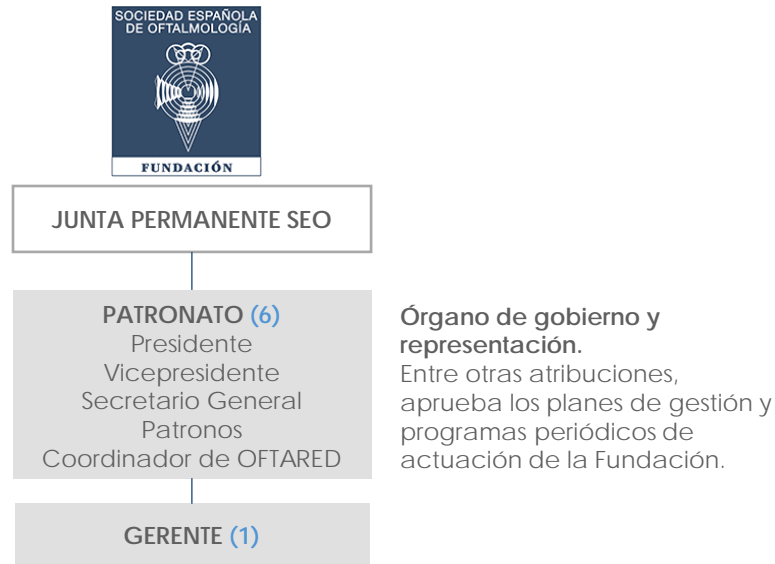 SOCIEDAD ESPAÑOLA
DE OFTALMOLOGÍA
FUNDACIÓN
JUNTA PERMANENTE SEO
PATRONATO (6)
Presidente
Vicepresidente
Secretario General
Patronos
Coordinador de OFTARED
Órgano de gobierno y
representación.
Entre otras atribuciones,
aprueba los planes de gestión y
programas periódicos de
actuación de la Fundación.
GERENTE (1)